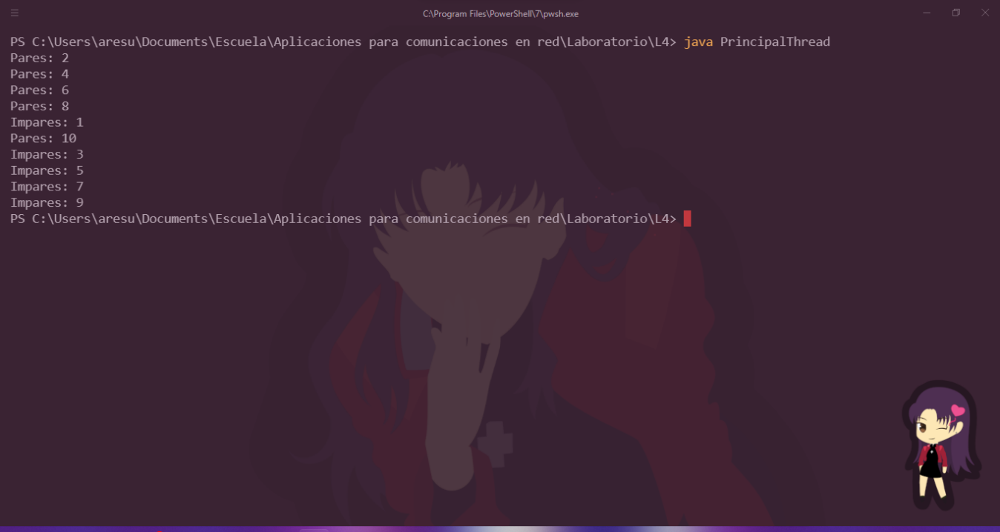 C:\Program Files\PowerShell\7\pwsh.exe
PS C:\Users\aresu\Documents\Escuela\Aplicaciones para comunicaciones en red\Laboratorio\L4> java PrincipalThread
Pares: 2
Pares: 4
Pares: 6
Pares: 8
Impares: 1
Pares: 10
Impares: 3
Impares: 5
Impares: 7
Impares: 9
PS C:\Users\aresu\Documents\Escuela\Aplicaciones para comunicaciones en red\Laboratorio\L4>